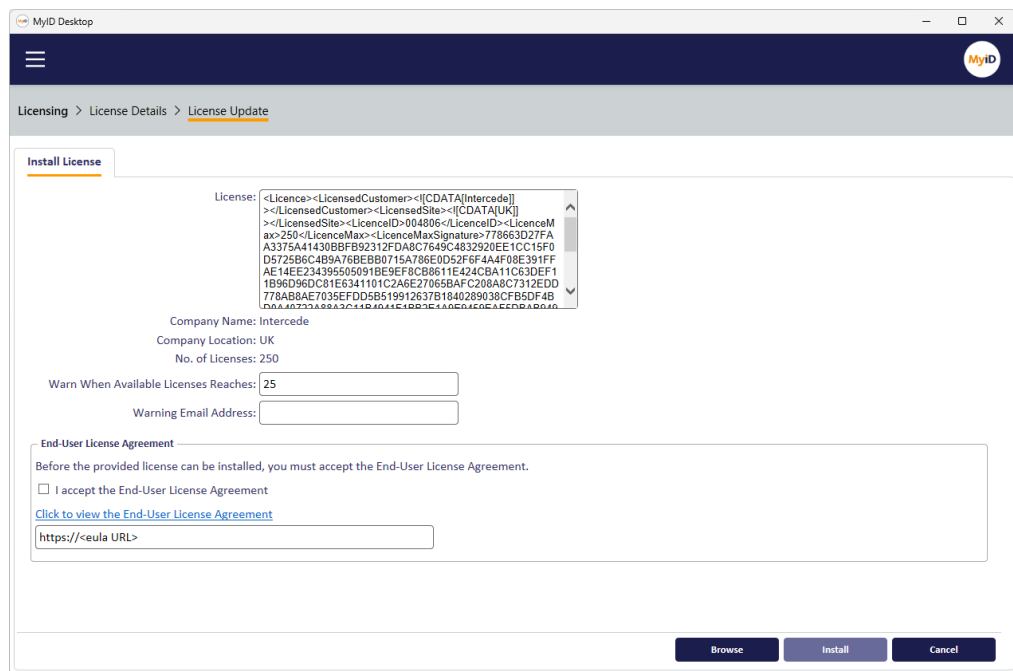 MyID Desktop
MyID
Licensing > License Details > License Update
Install License
License:
<Licence><LicensedCustomer><![CDATA[Intercede]]
></LicensedCustomer><LicensedSite><![CDATA[UK]]
></LicensedSite><LicenceID>004806</LicenceID><LicenceM
ax>250</LicenceMax><LicenceMaxSignature>778663D27FA
A3375A41430BBFB92312FDA8C7649C4832920EE1CC15F0
D5725B6C4B9A76BEBB0715A786E0D52F6F4A4F08E391FF
AE14EE234395505091BE9EF8CB8611E424CBA11C63DEF1
1B96D96DC81E6341101C2A6E27065BAFC208A8C7312EDD
778AB8AE7035EFDD5B519912637B1840289038CFB5DF4B
Company Name: Intercede
Company Location: UK
No. of Licenses: 250
Warn When Available Licenses Reaches: 25
Warning Email Address:
End-User License Agreement
Before the provided license can be installed, you must accept the End-User License Agreement.
I accept the End-User License Agreement
Click to view the End-User License Agreement
https://<eula URL>
Browse Install Cancel